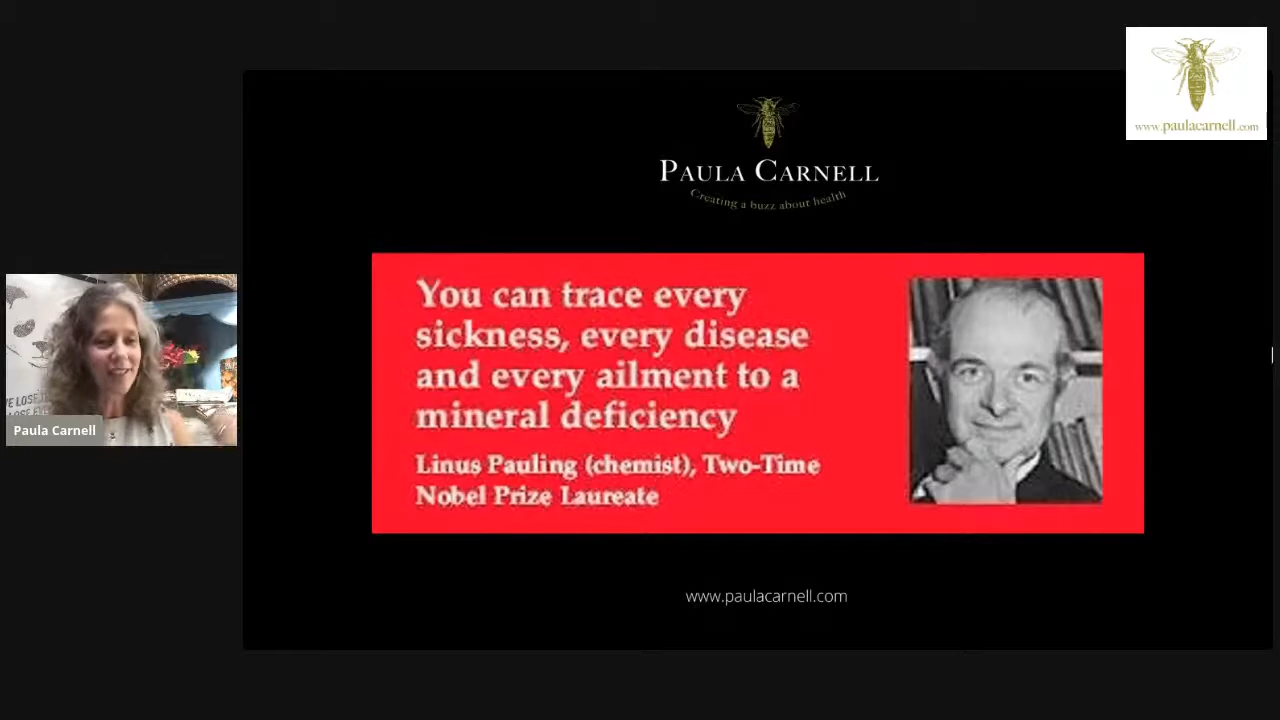 www.paulacarnell.com
PAULA CARNELL
Creating a buzz about health
You can trace every
sickness, every disease
and every ailment to a
mineral deficiency
Linus Pauling (chemist), Two-Time
Nobel Prize Laureate
Paula Carnell
www.paulacarnell.com